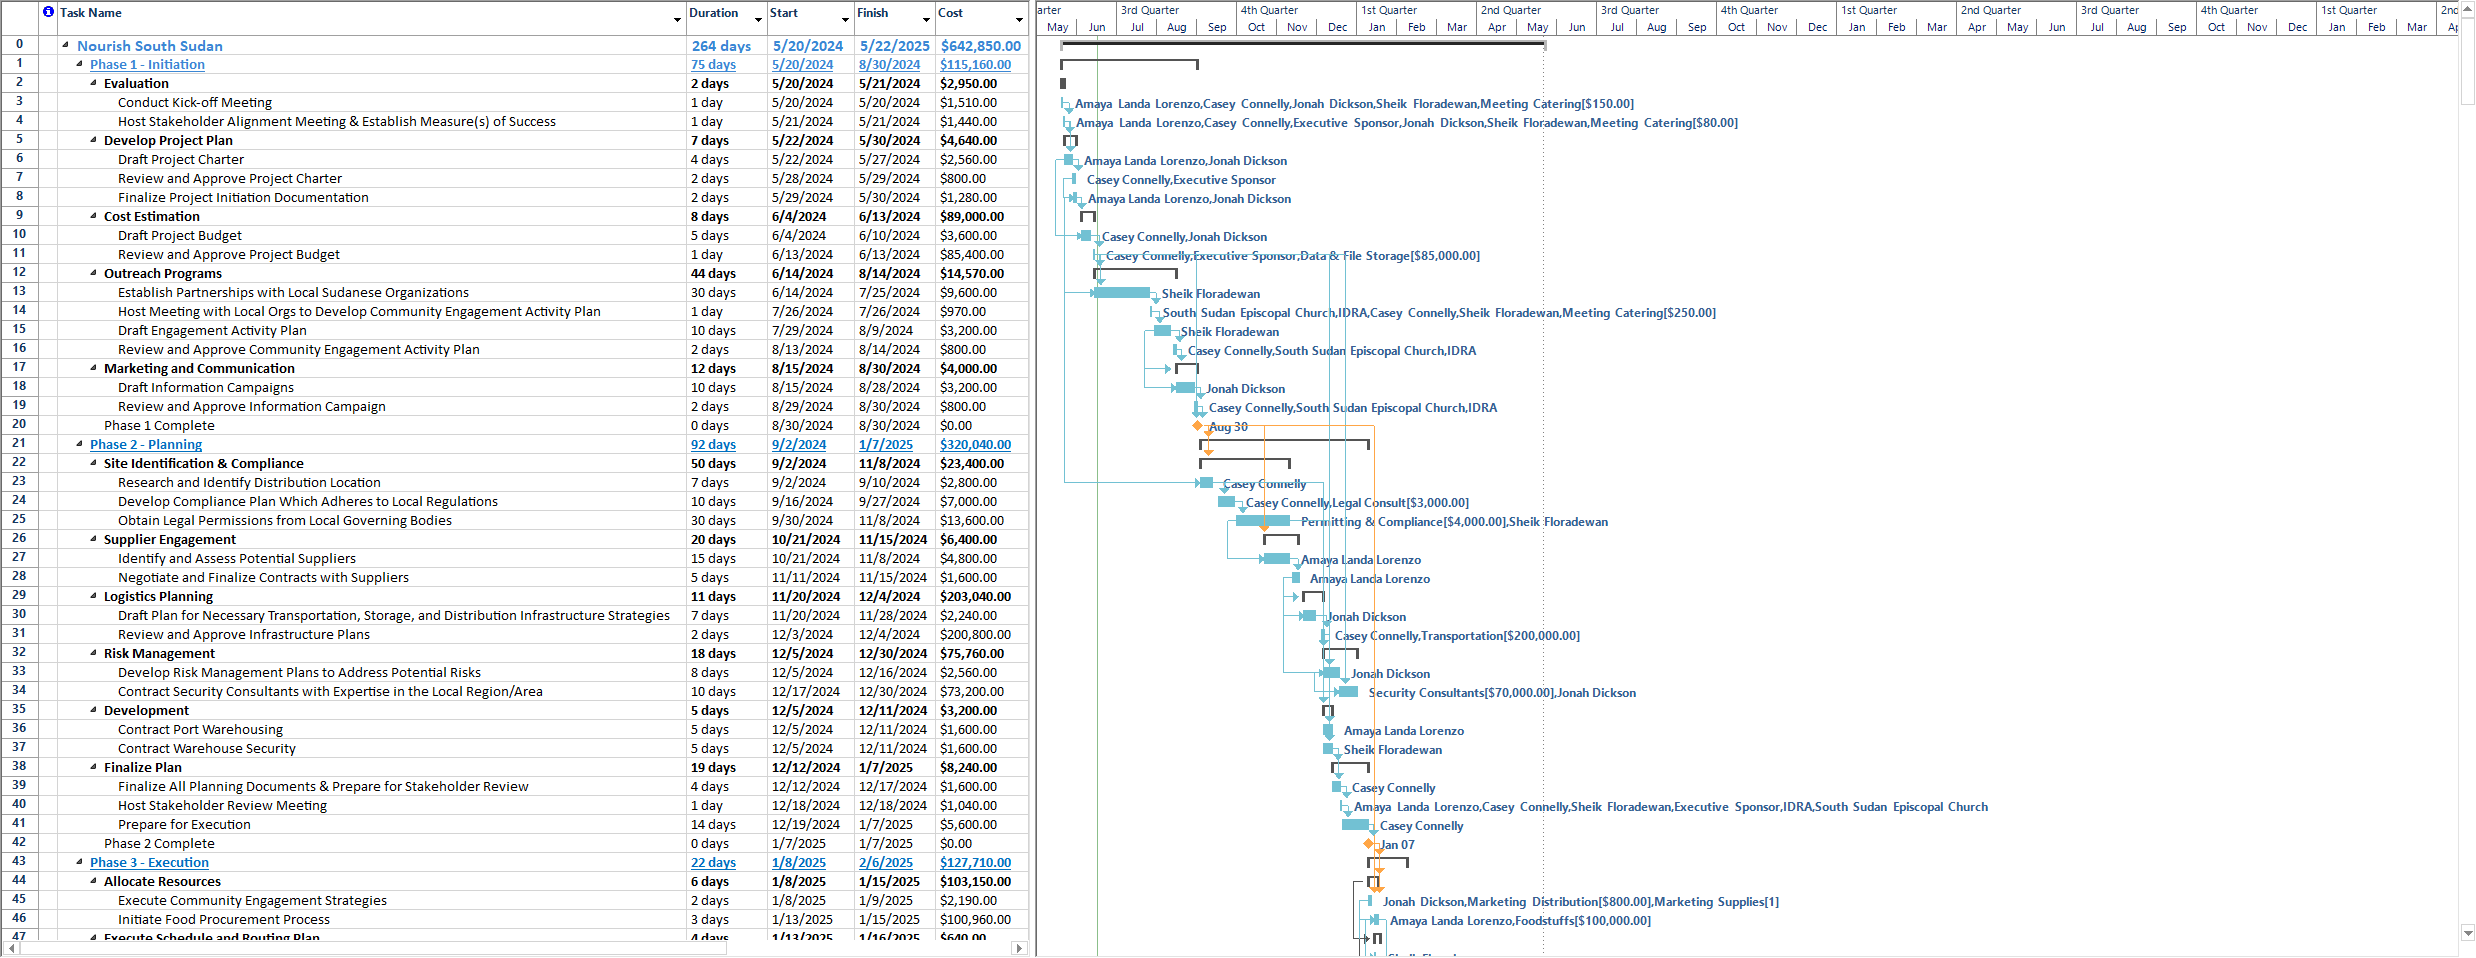 Task Name Duration Start Finish Cost
arter 3rd Quarter 4th Quarter 1st Quarter 2nd Quarter 3rd Quarter 4th Quarter 1st Quarter 2nd Quarter 3rd Quarter 4th Quarter 1st Quarter 2nd
May Jun Jul Aug Sep Oct Nov Dec Jan Feb Mar Apr May Jun Jul Aug Sep Oct Nov Dec Jan Feb Mar Apr May Jun Jul Aug Sep Oct Nov Dec Jan Feb Mar Ap
0 Nourish South Sudan 264 days 5/20/2024 5/22/2025 $642,850.00
1 Phase 1 - Initiation 75 days 5/20/2024 8/30/2024 $115,160.00
2 Evaluation 2 days 5/20/2024 5/21/2024 $2,950.00
3 Conduct Kick-off Meeting 1 day 5/20/2024 5/20/2024 $1,510.00 Amaya Landa Lorenzo,Casey Connelly,Jonah Dickson,Sheik Floradewan,Meeting Catering[$150.00]
4 Host Stakeholder Alignment Meeting & Establish Measure(s) of Success 1 day 5/21/2024 5/21/2024 $1,440.00 Amaya Landa Lorenzo,Casey Connelly,Executive Sponsor,Jonah Dickson,Sheik Floradewan,Meeting Catering[$80.00]
5 Develop Project Plan 7 days 5/22/2024 5/30/2024 $4,640.00
6 Draft Project Charter 4 days 5/22/2024 5/27/2024 $2,560.00 Amaya Landa Lorenzo,Jonah Dickson
7 Review and Approve Project Charter 2 days 5/28/2024 5/29/2024 $800.00 Casey Connelly,Executive Sponsor
8 Finalize Project Initiation Documentation 2 days 5/29/2024 5/30/2024 $1,280.00 Amaya Landa Lorenzo,Jonah Dickson
9 Cost Estimation 8 days 6/4/2024 6/13/2024 $89,000.00
10 Draft Project Budget 5 days 6/4/2024 6/10/2024 $3,600.00 Casey Connelly,Jonah Dickson
11 Review and Approve Project Budget 1 day 6/13/2024 6/13/2024 $85,400.00 Casey Connelly,Executive Sponsor,Data & File Storage[$85,000.00]
12 Outreach Programs 44 days 6/14/2024 8/14/2024 $14,570.00
13 Establish Partnerships with Local Sudanese Organizations 30 days 6/14/2024 7/25/2024 $9,600.00 Sheik Floradewan
14 Host Meeting with Local Orgs to Develop Community Engagement Activity Plan 1 day 7/26/2024 7/26/2024 $970.00 South Sudan Episcopal Church,IDRA,Casey Connelly,Sheik Floradewan,Meeting Catering[$250.00]
15 Draft Engagement Activity Plan 10 days 7/29/2024 8/9/2024 $3,200.00 Sheik Floradewan
16 Review and Approve Community Engagement Activity Plan 2 days 8/13/2024 8/14/2024 $800.00 Casey Connelly,South Sudan Episcopal Church,IDRA
17 Marketing and Communication 12 days 8/15/2024 8/30/2024 $4,000.00
18 Draft Information Campaigns 10 days 8/15/2024 8/28/2024 $3,200.00 Jonah Dickson
19 Review and Approve Information Campaign 2 days 8/29/2024 8/30/2024 $800.00 Casey Connelly,South Sudan Episcopal Church,IDRA
20 Phase 1 Complete 0 days 8/30/2024 8/30/2024 $0.00 Aug 30
21 Phase 2 - Planning 92 days 9/2/2024 1/7/2025 $320,040.00
22 Site Identification & Compliance 50 days 9/2/2024 11/8/2024 $23,400.00
23 Research and Identify Distribution Location 7 days 9/2/2024 9/10/2024 $2,800.00 Casey Connelly
24 Develop Compliance Plan Which Adheres to Local Regulations 10 days 9/16/2024 9/27/2024 $7,000.00 Casey Connelly,Legal Consult[$3,000.00]
25 Obtain Legal Permissions from Local Governing Bodies 30 days 9/30/2024 11/8/2024 $13,600.00 Permitting & Compliance[$4,000.00],Sheik Floradewan
26 Supplier Engagement 20 days 10/21/2024 11/15/2024 $6,400.00
27 Identify and Assess Potential Suppliers 15 days 10/21/2024 11/8/2024 $4,800.00 Amaya Landa Lorenzo
28 Negotiate and Finalize Contracts with Suppliers 5 days 11/11/2024 11/15/2024 $1,600.00 Amaya Landa Lorenzo
29 Logistics Planning 11 days 11/20/2024 12/4/2024 $203,040.00
30 Draft Plan for Necessary Transportation, Storage, and Distribution Infrastructure Strategies 7 days 11/20/2024 11/28/2024 $2,240.00 Jonah Dickson
31 Review and Approve Infrastructure Plans 2 days 12/3/2024 12/4/2024 $200,800.00 Casey Connelly,Transportation[$200,000.00]
32 Risk Management 18 days 12/5/2024 12/30/2024 $75,760.00
33 Develop Risk Management Plans to Address Potential Risks 8 days 12/5/2024 12/16/2024 $2,560.00 Jonah Dickson
34 Contract Security Consultants with Expertise in the Local Region/Area 10 days 12/17/2024 12/30/2024 $73,200.00 Security Consultants[$70,000.00],Jonah Dickson
35 Development 5 days 12/5/2024 12/11/2024 $3,200.00
36 Contract Port Warehousing 5 days 12/5/2024 12/11/2024 $1,600.00 Amaya Landa Lorenzo
37 Contract Warehouse Security 5 days 12/5/2024 12/11/2024 $1,600.00 Sheik Floradewan
38 Finalize Plan 19 days 12/12/2024 1/7/2025 $8,240.00
39 Finalize All Planning Documents & Prepare for Stakeholder Review 4 days 12/12/2024 12/17/2024 $1,600.00 Casey Connelly
40 Host Stakeholder Review Meeting 1 day 12/18/2024 12/18/2024 $1,040.00 Amaya Landa Lorenzo,Casey Connelly,Sheik Floradewan,Executive Sponsor,IDRA,South Sudan Episcopal Church
41 Prepare for Execution 14 days 12/19/2024 1/7/2025 $5,600.00 Casey Connelly
42 Phase 2 Complete 0 days 1/7/2025 1/7/2025 $0.00 Jan 07
43 Phase 3 - Execution 22 days 1/8/2025 2/6/2025 $127,710.00
44 Allocate Resources 6 days 1/8/2025 1/15/2025 $103,150.00
45 Execute Community Engagement Strategies 2 days 1/8/2025 1/9/2025 $2,190.00 Jonah Dickson,Marketing Distribution[$800.00],Marketing Supplies[1]
46 Initiate Food Procurement Process 3 days 1/13/2025 1/15/2025 $100,960.00 Amaya Landa Lorenzo,Foodstuffs[$100,000.00]
47 Execute Schedule and Routing Plan 4 days 1/13/2025 1/16/2025 $640.00